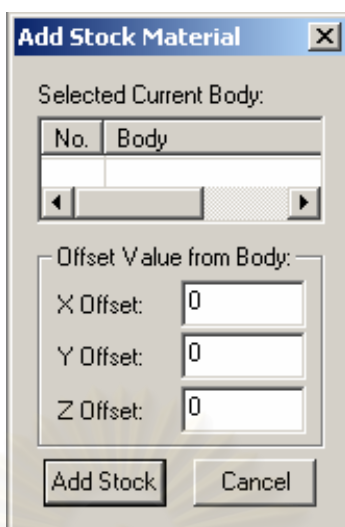 Add Stock Material
Selected Current Body:
No. Body
Offset Value from Body:
X Offset: 0
Y Offset: 0
Z Offset: 0
Add Stock Cancel